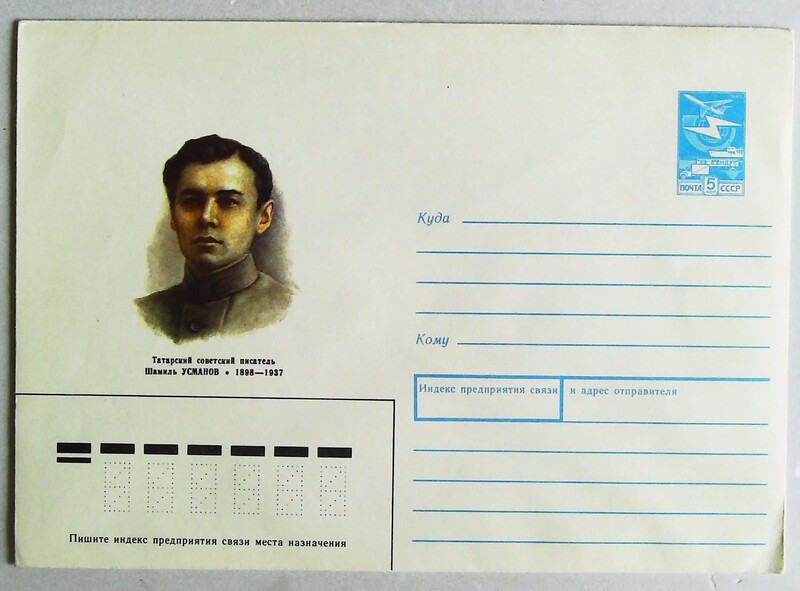 Татарский советский писатель
Шамиль УСМАНОВ • 1898—1937
ПОЧТА 5 СССР
Куда
Кому
Индекс предприятия связи и адрес отправителя
Пишите индекс предприятия связи места назначения